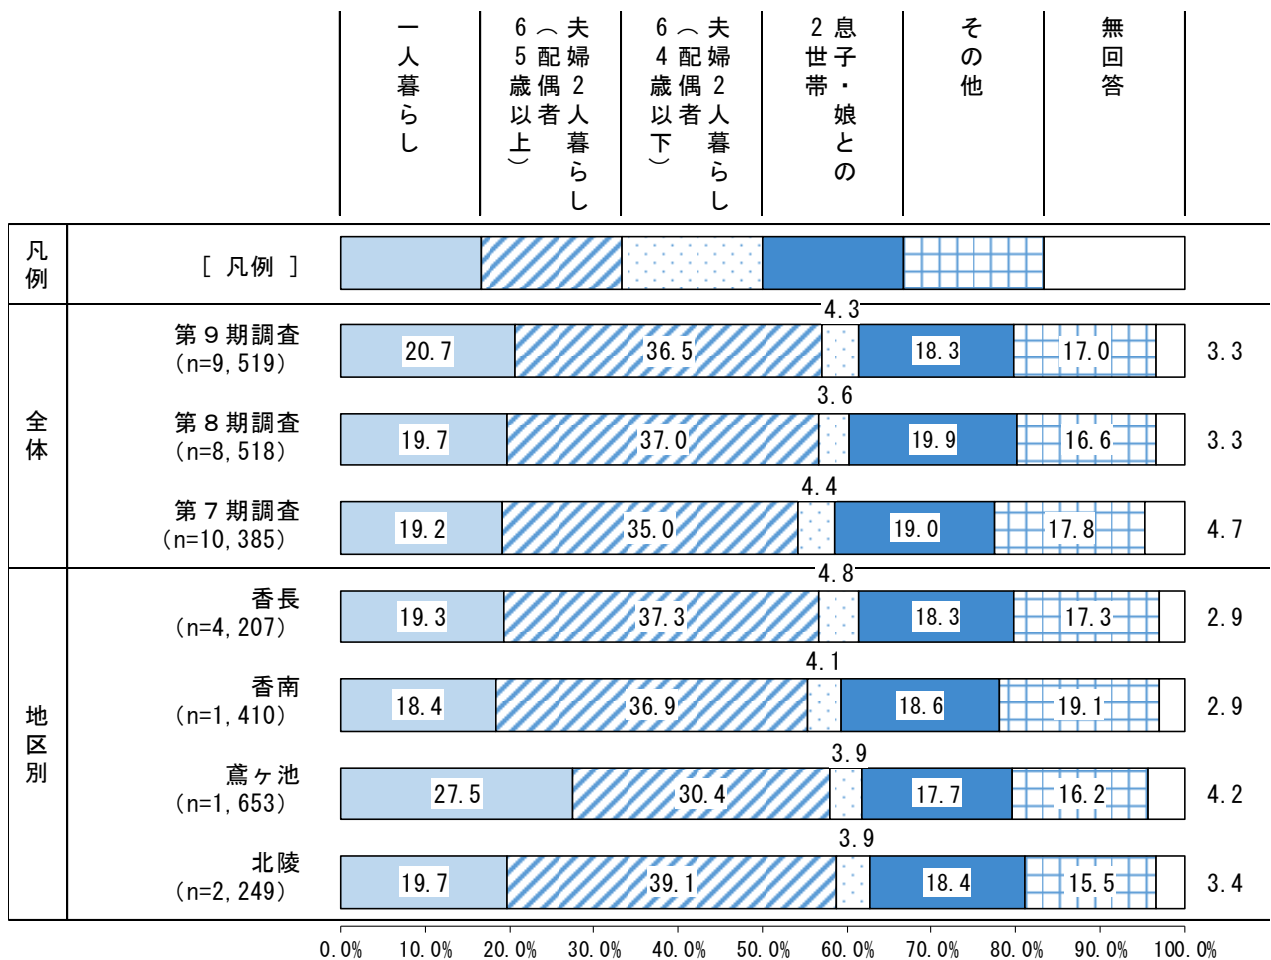 一人暮らし
夫婦2人暮らし
（配偶者
65歳以上）
夫婦2人暮らし
（配偶者
64歳以下）
息子・娘との
2世帯
その他
無回答
凡例
[ 凡例 ]
全体
第9期調査
(n=9,519)
20.7
36.5
4.3
18.3
17.0
3.3
第8期調査
(n=8,518)
19.7
37.0
3.6
19.9
16.6
3.3
第7期調査
(n=10,385)
19.2
35.0
4.4
19.0
17.8
4.7
地区別
香長
(n=4,207)
19.3
37.3
4.8
18.3
17.3
2.9
香南
(n=1,410)
18.4
36.9
4.1
18.6
19.1
2.9
鳶ヶ池
(n=1,653)
27.5
30.4
3.9
17.7
16.2
4.2
北陵
(n=2,249)
19.7
39.1
3.9
18.4
15.5
3.4
0.0% 10.0% 20.0% 30.0% 40.0% 50.0% 60.0% 70.0% 80.0% 90.0% 100.0%